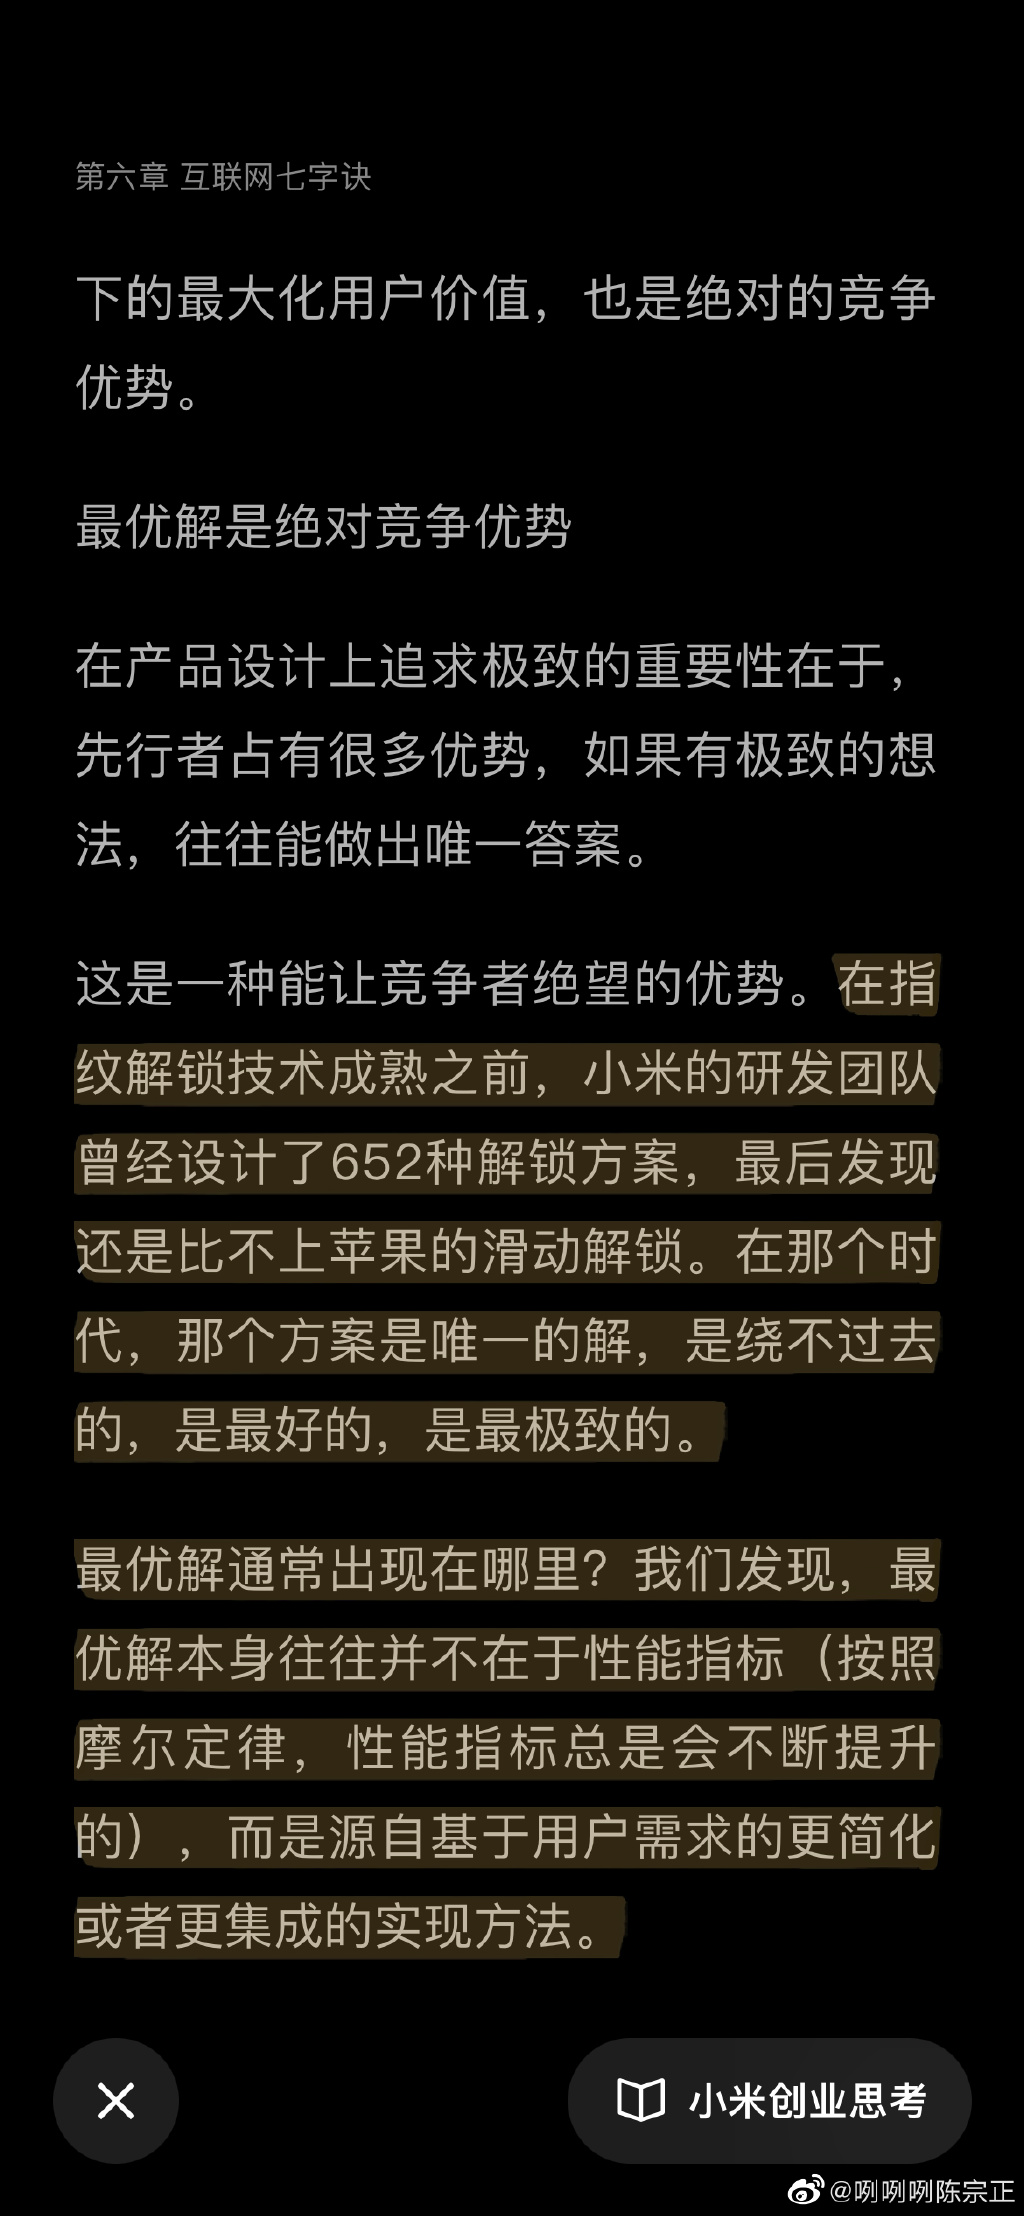 第六章 互联网七字诀
下的最大化用户价值，也是绝对的竞争
优势。
最优解是绝对竞争优势
在产品设计上追求极致的重要性在于，
先行者占有很多优势，如果有极致的想
法，往往能做出唯一答案。
这是一种能让竞争者绝望的优势。在指
纹解锁技术成熟之前，小米的研发团队
曾经设计了652种解锁方案，最后发现
还是比不上苹果的滑动解锁。在那个时
代，那个方案是唯一的解，是绕不过去
的，是最好的，是最极致的。
最优解通常出现在哪里？我们发现，最
优解本身往往并不在于性能指标（按照
摩尔定律，性能指标总是会不断提升
的），而是源自基于用户需求的更简化
或者更集成的实现方法。
小米创业思考
@咧咧咧陈宗正